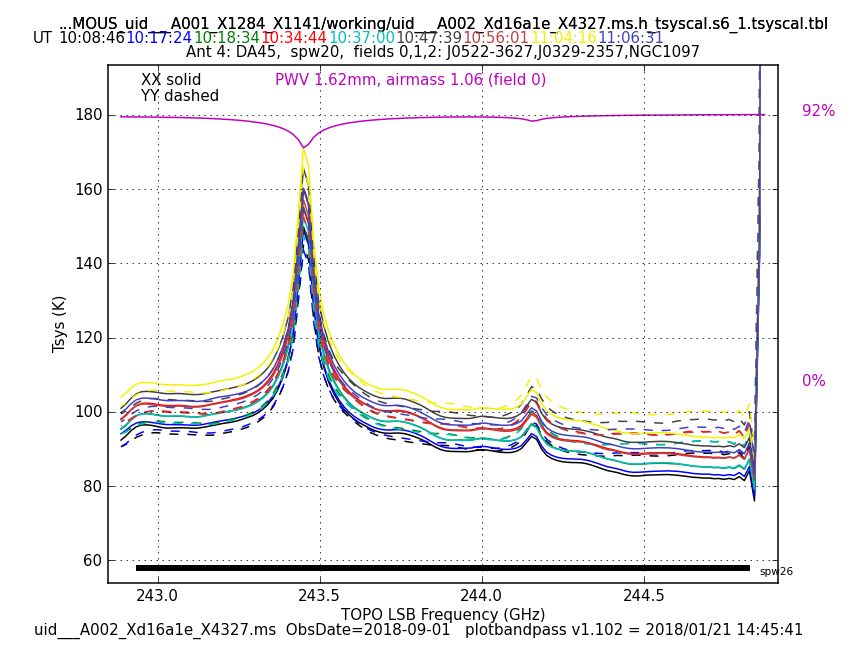 ...MOUS_uid___A001_X1284_X1141/working/uid___A002_Xd16a1e_X4327.ms.h_tsyscal.s6_1.tsyscal.tbl
UT 10:08:46 10:17:24 10:18:34 10:34:44 10:37:00 10:47:39 10:56:01 11:04:16 11:06:31
Ant 4: DA45, spw20, fields 0,1,2: J0522-3627,J0329-2357,NGC1097
XX solid
YY dashed
PWV 1.62mm, airmass 1.06 (field 0)
92%
0%
180
160
140
120
100
80
60
Tsys (K)
spw26
243.0 243.5 244.0 244.5
TOPO LSB Frequency (GHz)
uid___A002_Xd16a1e_X4327.ms ObsDate=2018-09-01 plotbandpass v1.102 = 2018/01/21 14:45:41